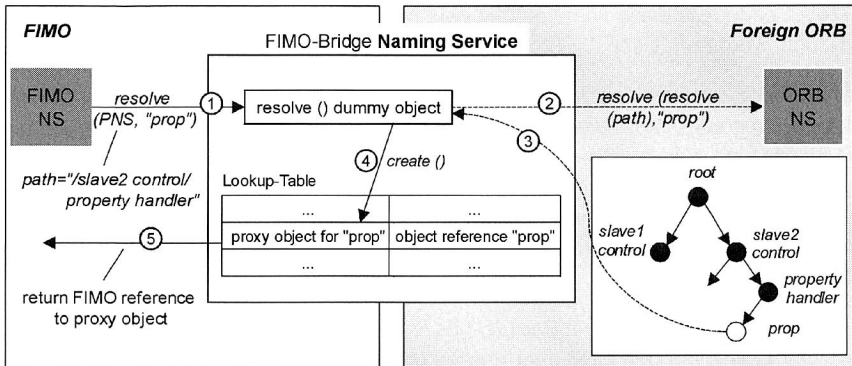 FIMO
Foreign ORB
FIMO-Bridge Naming Service
FIMO
NS
resolve
(PNS, "prop")
1
resolve () dummy object
2
resolve (resolve
(path),"prop")
ORB
NS
3
4
create ()
path="/slave2 control/
property handler"
Lookup-Table
...
...
proxy object for "prop"
object reference "prop"
...
...
5
return FIMO reference
to proxy object
root
slave1
control
slave2
control
property
handler
prop